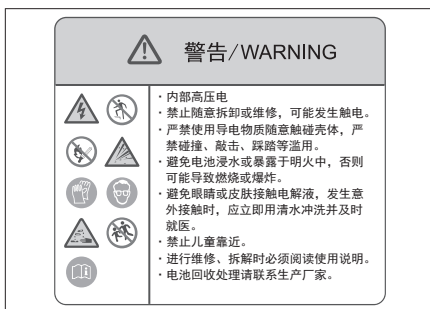 警告/WARNING
·内部高压电
·禁止随意拆卸或维修，可能发生触电。
·严禁使用导电物质随意触碰壳体，严
禁碰撞、敲击、踩踏等滥用。
·避免电池浸水或暴露于明火中，否则
可能导致燃烧或爆炸。
·避免眼睛或皮肤接触电解液，发生意
外接触时，应立即用清水冲洗并及时
就医。
·禁止儿童靠近。
·进行维修、拆解时必须阅读使用说明。
·电池回收处理请联系生产厂家。